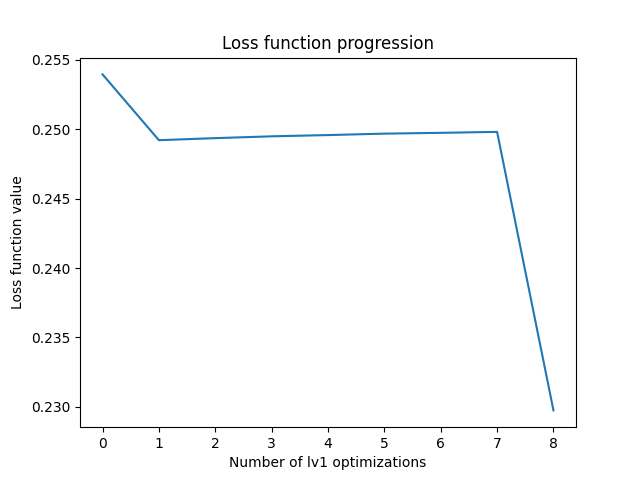 Loss function progression
0.255
0.250
0.245
0.240
0.235
0.230
Loss function value
0 1 2 3 4 5 6 7 8
Number of lv1 optimizations